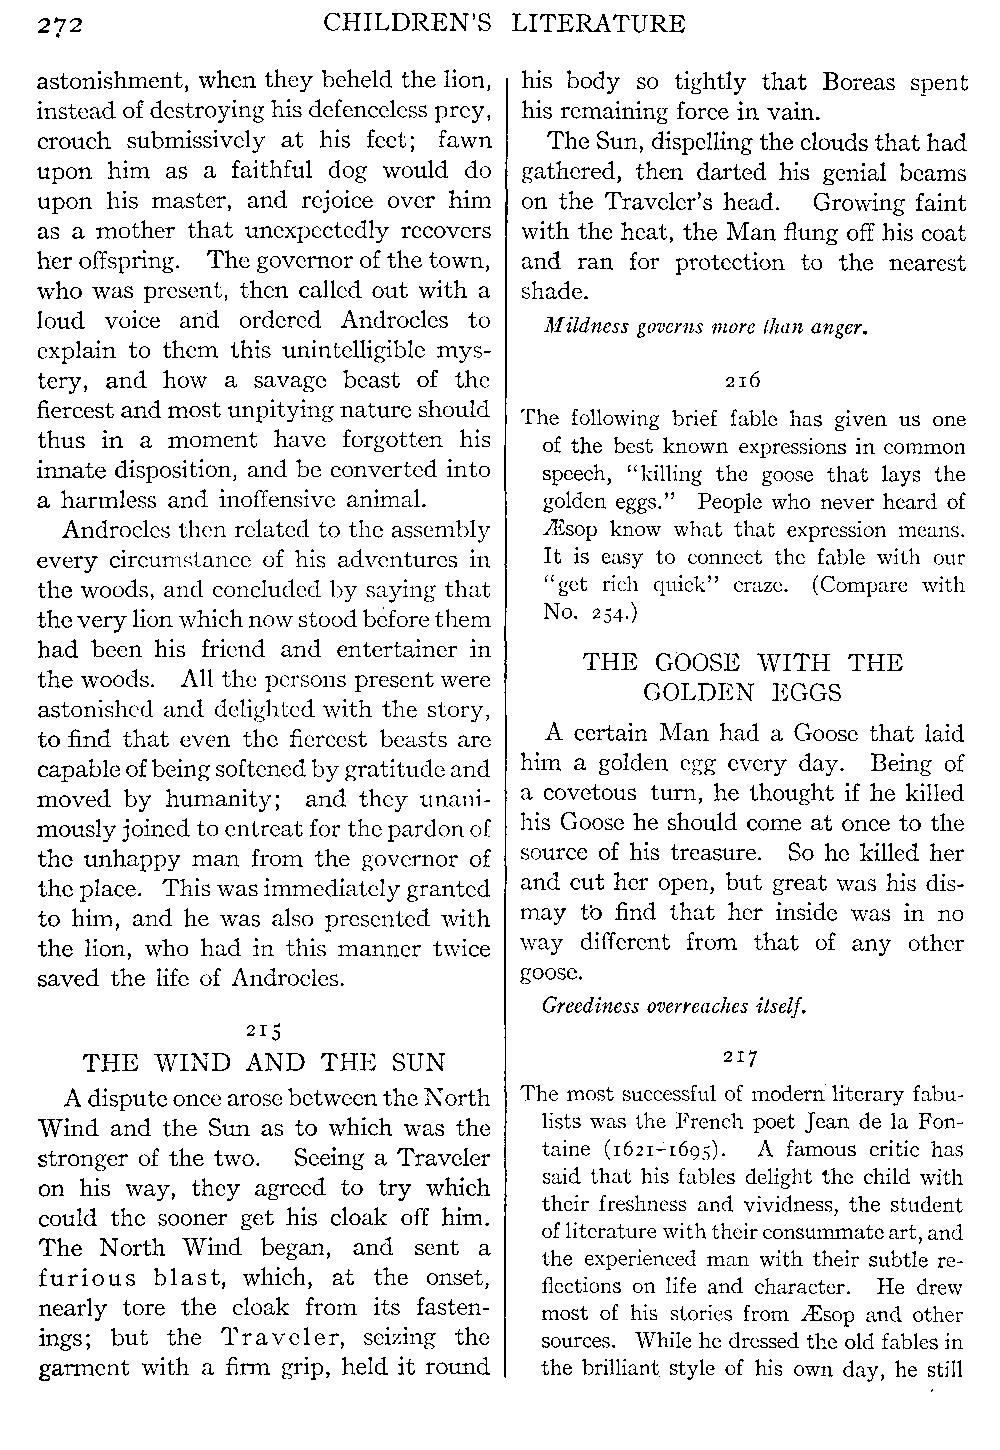 272 CHILDREN'S LITERATURE
astonishment, when they beheld the lion,
instead of destroying his defenceless prey,
crouch submissively at his feet; fawn
upon him as a faithful dog would do
upon his master, and rejoice over him
as a mother that unexpectedly recovers
her offspring. The governor of the town,
who was present, then called out with a
loud voice and ordered Androcles to
explain to them this unintelligible mys-
tery, and how a savage beast of the
fiercest and most unpitying nature should
thus in a moment have forgotten his
innate disposition, and be converted into
a harmless and inoffensive animal.
Androcles then related to the assembly
every circumstance of his adventures in
the woods, and concluded by saying that
the very lion which now stood before them
had been his friend and entertainer in
the woods. All the persons present were
astonished and delighted with the story,
to find that even the fiercest beasts are
capable of being softened by gratitude and
moved by humanity; and they unani-
mously joined to entreat for the pardon of
the unhappy man from the governor of
the place. This was immediately granted
to him, and he was also presented with
the lion, who had in this manner twice
saved the life of Androcles.
215
THE WIND AND THE SUN
A dispute once arose between the North
Wind and the Sun as to which was the
stronger of the two. Seeing a Traveler
on his way, they agreed to try which
could the sooner get his cloak off him.
The North Wind began, and sent a
furious blast, which, at the onset,
nearly tore the cloak from its fasten-
ings; but the Traveler, seizing the
garment with a firm grip, held it round
his body so tightly that Boreas spent
his remaining force in vain.
The Sun, dispelling the clouds that had
gathered, then darted his genial beams
on the Traveler's head. Growing faint
with the heat, the Man flung off his coat
and ran for protection to the nearest
shade.
Mildness governs more than anger.
216
The following brief fable has given us one
of the best known expressions in common
speech, "killing the goose that lays the
golden eggs." People who never heard of
Æsop know what that expression means.
It is easy to connect the fable with our
"get rich quick" craze. (Compare with
No. 254.)
THE GOOSE WITH THE
GOLDEN EGGS
A certain Man had a Goose that laid
him a golden egg every day. Being of
a covetous turn, he thought if he killed
his Goose he should come at once to the
source of his treasure. So he killed her
and cut her open, but great was his dis-
may to find that her inside was in no
way different from that of any other
goose.
Greediness overreaches itself.
217
The most successful of modern literary fabu-
lists was the French poet Jean de la Fon-
taine (1621-1695). A famous critic has
said that his fables delight the child with
their freshness and vividness, the student
of literature with their consummate art, and
the experienced man with their subtle re-
flections on life and character. He drew
most of his stories from Æsop and other
sources. While he dressed the old fables in
the brilliant style of his own day, he still